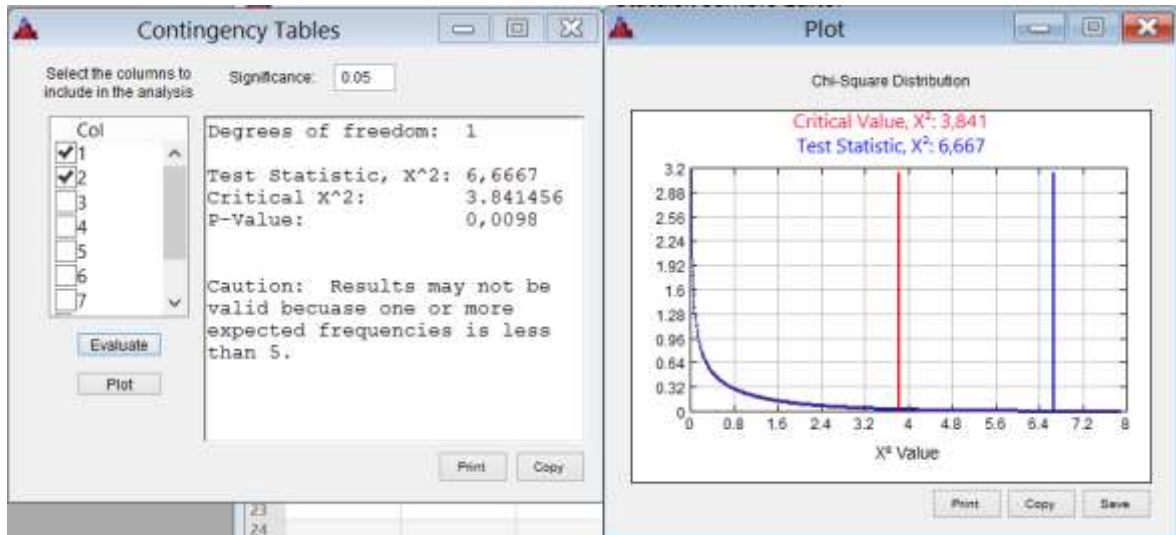 Contingency Tables
Select the columns to
include in the analysis
Significance: 0.05
Col
1
2
3
4
5
6
7
Evaluate
Plot
Degrees of freedom: 1
Test Statistic, X^2: 6,6667
Critical X^2: 3.841456
P-Value: 0,0098
Caution: Results may not be
valid becuase one or more
expected frequencies is less
than 5.
Print Copy
23
24
Plot
Chi-Square Distribution
Critical Value, X²: 3,841
Test Statistic, X²: 6,667
3.2
2.88
2.56
2.24
1.92
1.6
1.28
0.96
0.64
0.32
0
0 0.8 1.6 2.4 3.2 4 4.8 5.6 6.4 7.2 8
X² Value
Print Copy Save